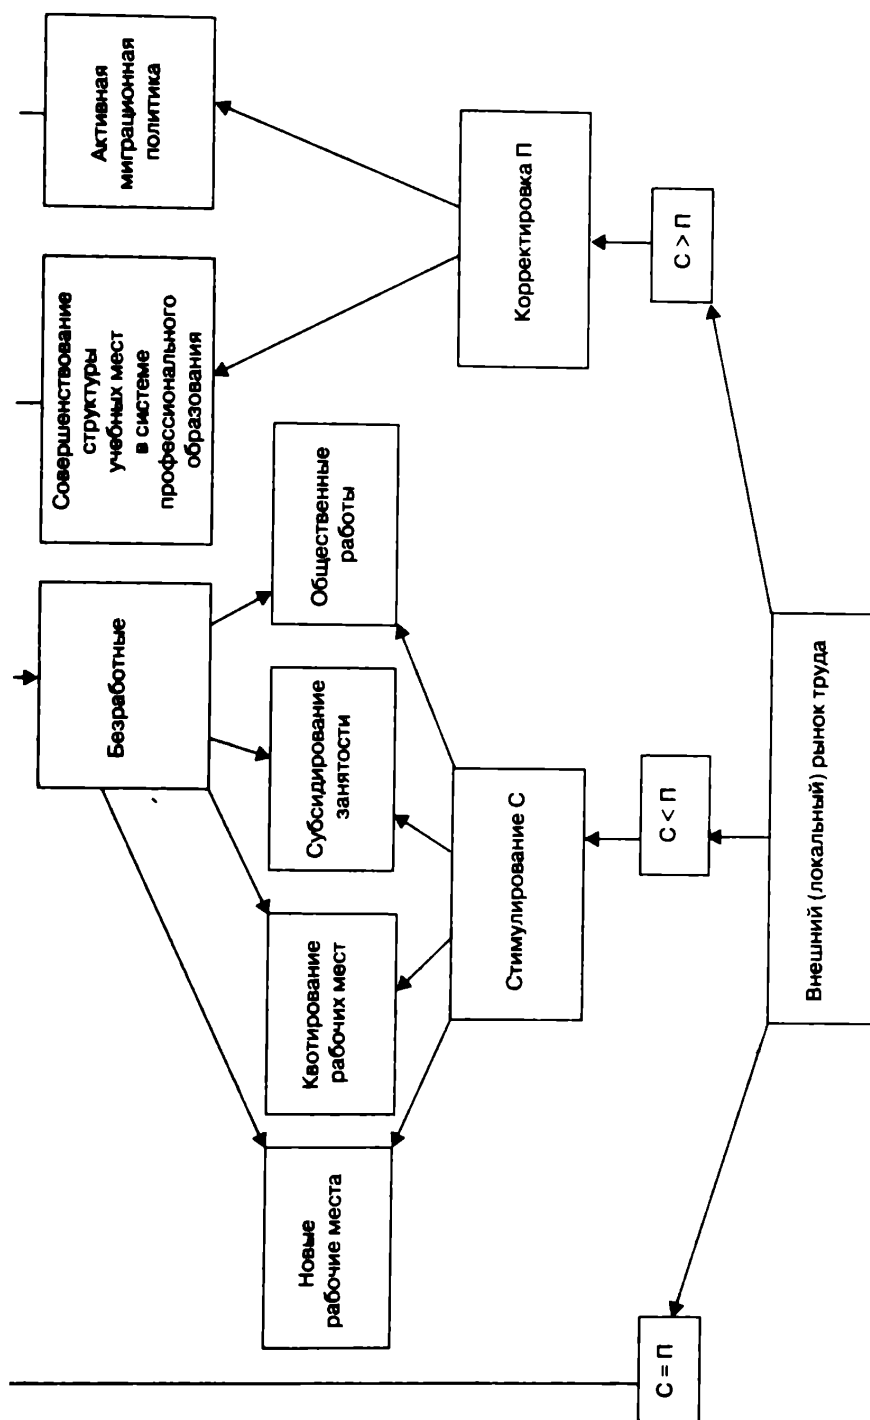 Безработные
Совершенствование
структуры
учебных мест
в системе
профессионального
образования
Активная
миграционная
политика
Новые
рабочие места
Квотирование
рабочих мест
Субсидирование
занятости
Общественные
работы
Стимулирование С
Корректировка П
С = П
С < П
С > П
Внешний (локальный) рынок труда